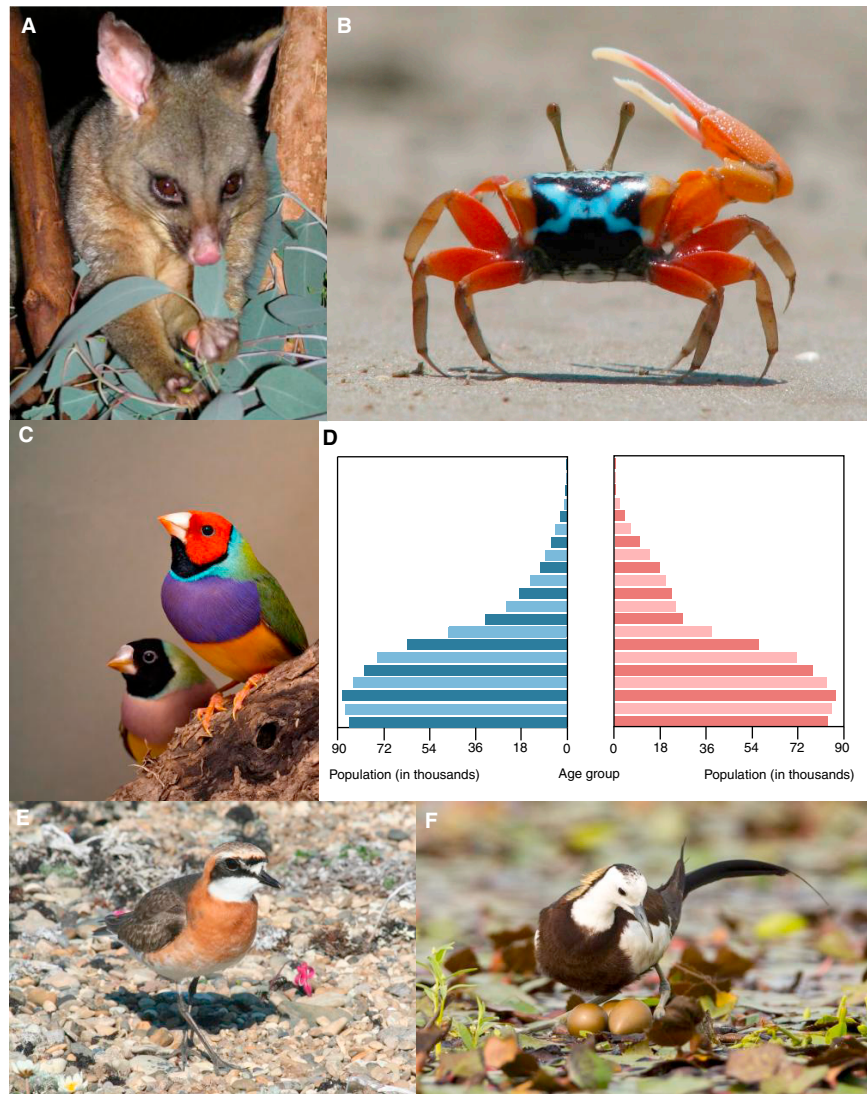 A
B
C
D
90 72 54 36 18 0 0 18 36 54 72 90
Population (in thousands) Age group Population (in thousands)
E
F